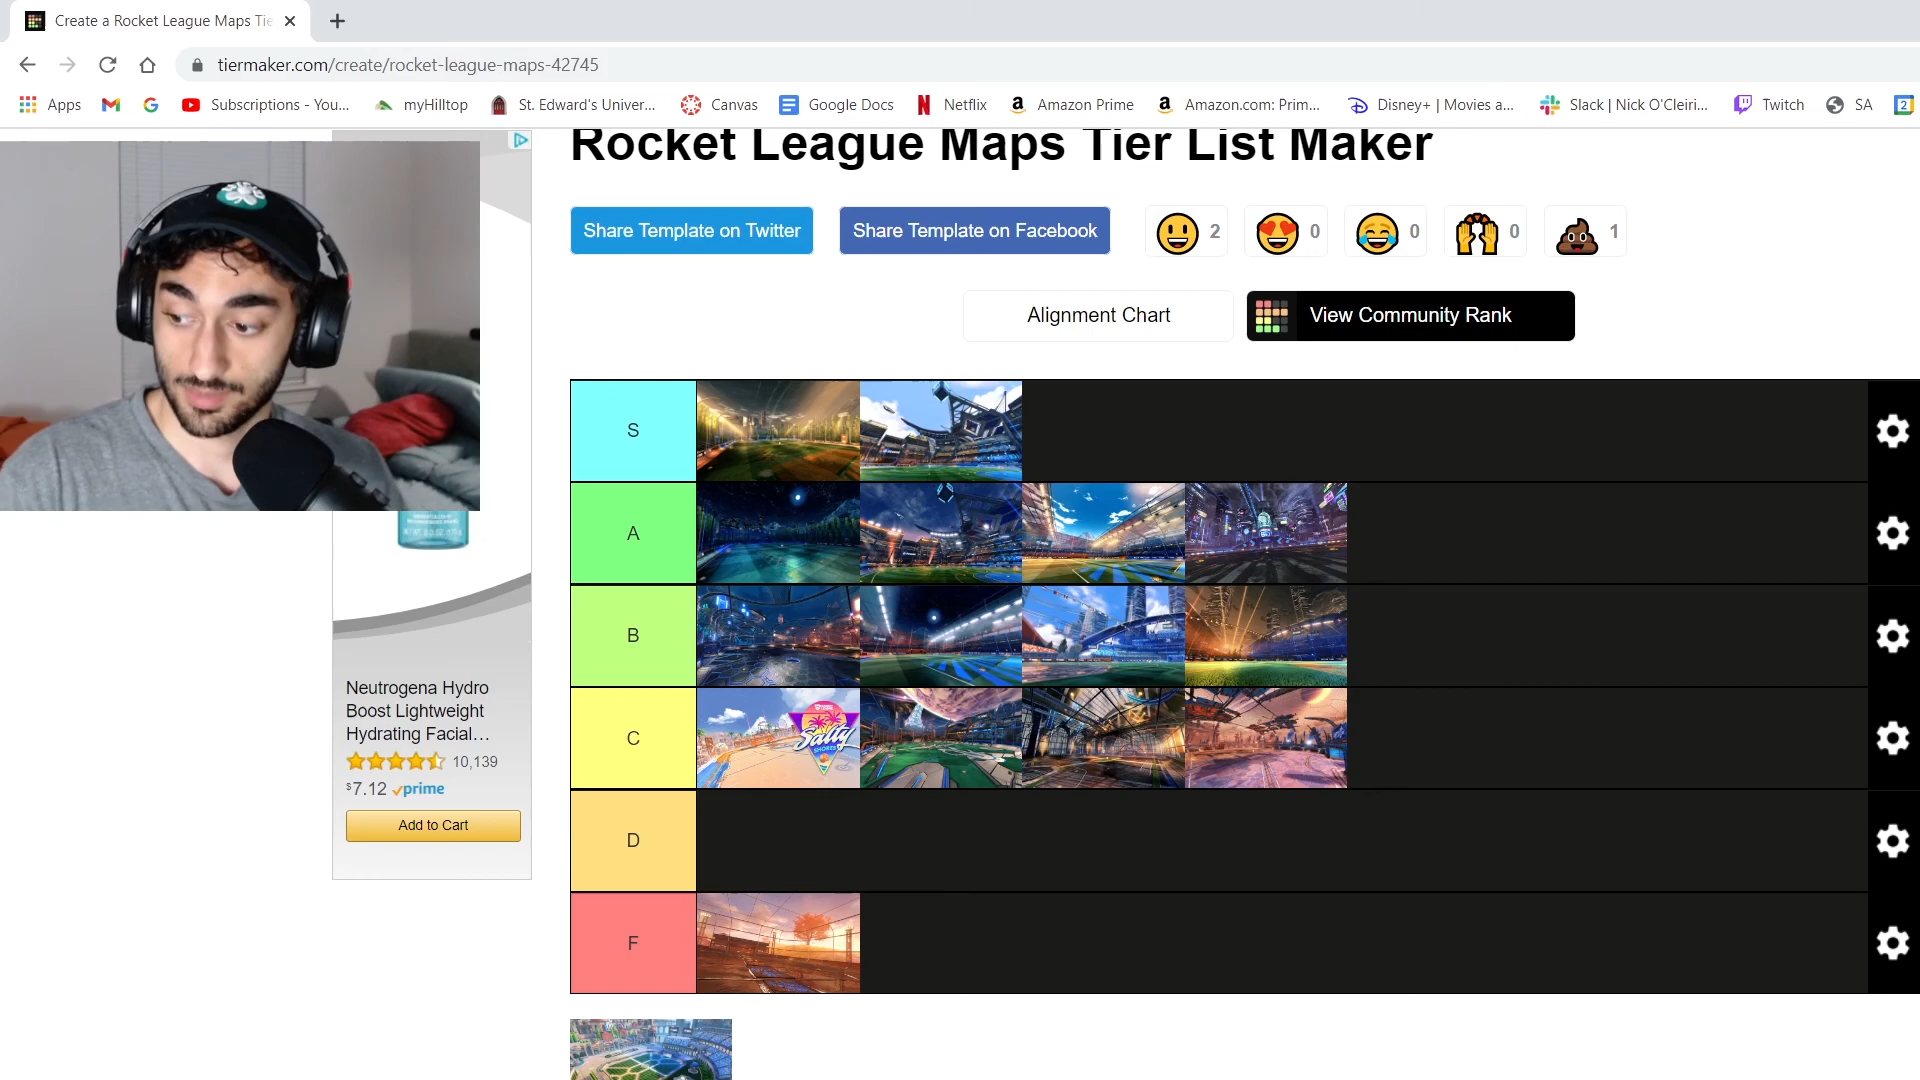 Create a Rocket League Maps Tie
tiermaker.com/create/rocket-league-maps-42745
Apps
Subscriptions - You...
myHilltop
St. Edward's Univer...
Canvas
Google Docs
Netflix
Amazon Prime
Amazon.com: Prim...
Disney+ | Movies a...
Slack | Nick O'Cleiri...
Twitch
SA
2
Rocket League Maps Tier List Maker
Share Template on Twitter
Share Template on Facebook
2
0
0
0
1
Alignment Chart
View Community Rank
S
A
B
C
Salty
SHORES
D
F
Neutrogena Hydro
Boost Lightweight
Hydrating Facial...
10,139
$7.12 prime
Add to Cart